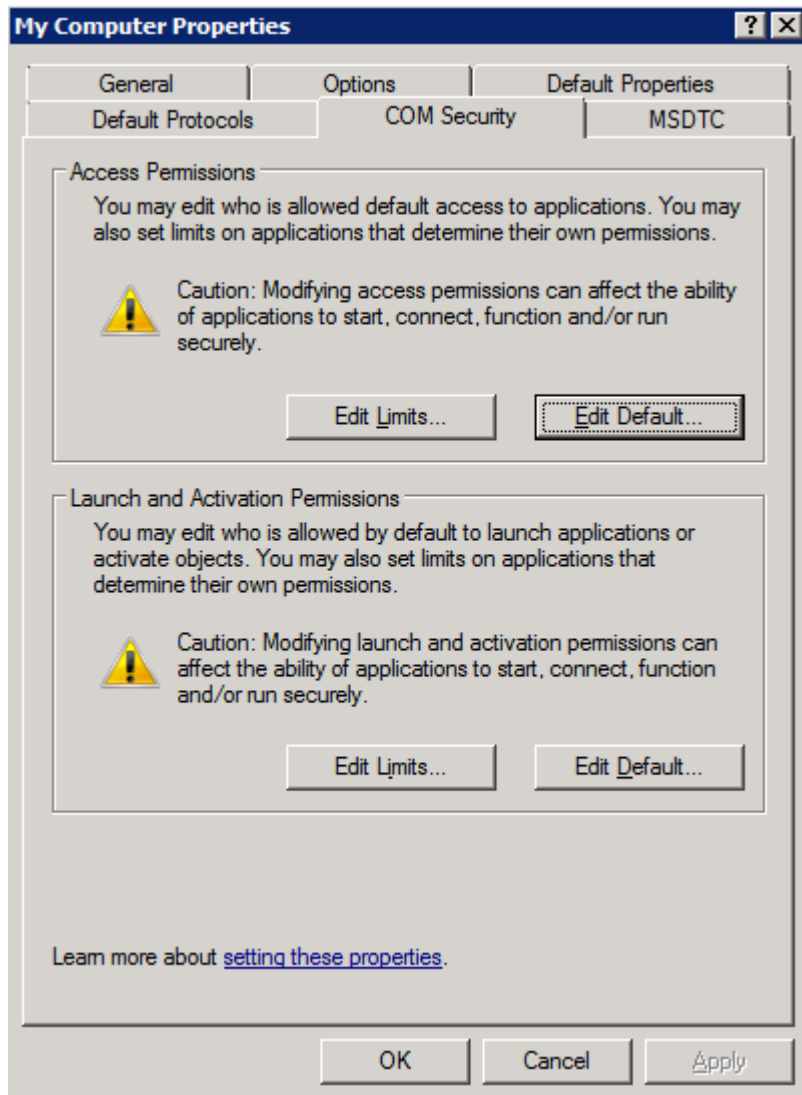 My Computer Properties
General Options Default Properties
Default Protocols COM Security MSDTC
Access Permissions
You may edit who is allowed default access to applications. You may
also set limits on applications that determine their own permissions.
Caution: Modifying access permissions can affect the ability
of applications to start, connect, function and/or run
securely.
Edit Limits... Edit Default...
Launch and Activation Permissions
You may edit who is allowed by default to launch applications or
activate objects. You may also set limits on applications that
determine their own permissions.
Caution: Modifying launch and activation permissions can
affect the ability of applications to start, connect, function
and/or run securely.
Edit Limits... Edit Default...
Learn more about setting these properties.
OK Cancel Apply